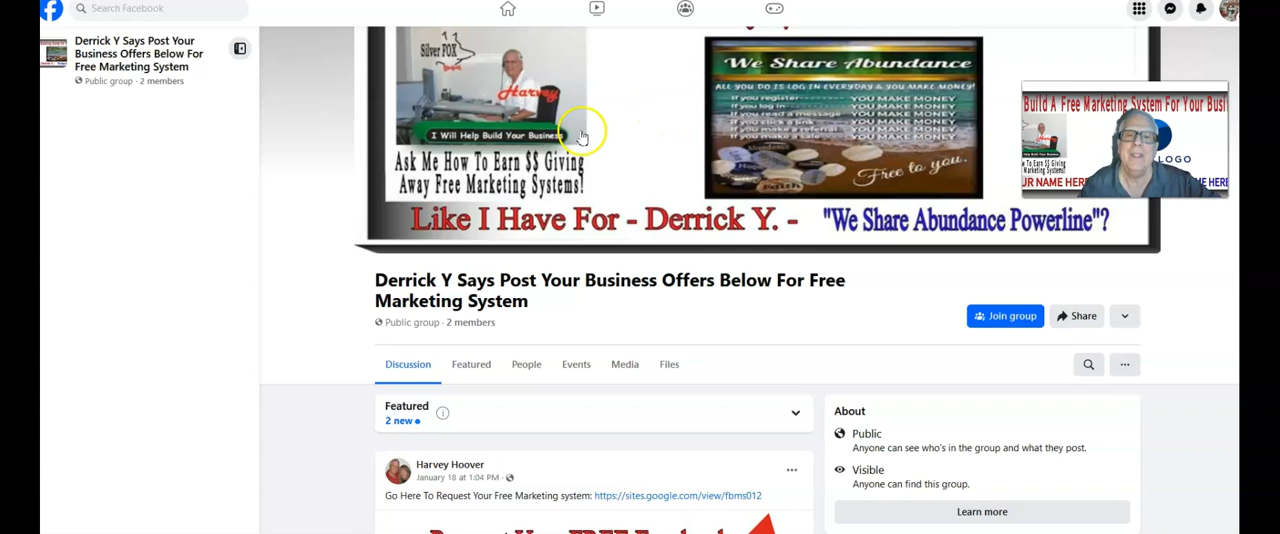 Search Facebook
Derrick Y Says Post Your
Business Offers Below For
Free Marketing System
Public group · 2 members
Silver FOX
Harvey
I Will Help Build Your Business
Ask Me How To Earn $$ Giving
Away Free Marketing Systems!
We Share Abundance
ALL YOU DO IS LOG IN EVERYDAY & YOU MAKE MONEY!
If you register YOU MAKE MONEY
If you log in YOU MAKE MONEY
If you read a message YOU MAKE MONEY
If you click a link YOU MAKE MONEY
If you make a referral YOU MAKE MONEY
If you make a sale YOU MAKE MONEY
Hope
Faith
Free to you.
Like I Have For - Derrick Y. - "We Share Abundance Powerline"?
Build A Free Marketing System For Your Busi
To Earn $$ Giving
LOGO
UR NAME HERE
ME HERE
Derrick Y Says Post Your Business Offers Below For Free
Marketing System
Public group · 2 members
Join group
Share
Discussion
Featured
People
Events
Media
Files
Featured
2 new
About
Public
Anyone can see who's in the group and what they post.
Visible
Anyone can find this group.
Learn more
Harvey Hoover
January 18 at 1:04 PM ·
Go Here To Request Your Free Marketing system: https://sites.google.com/view/fbms012